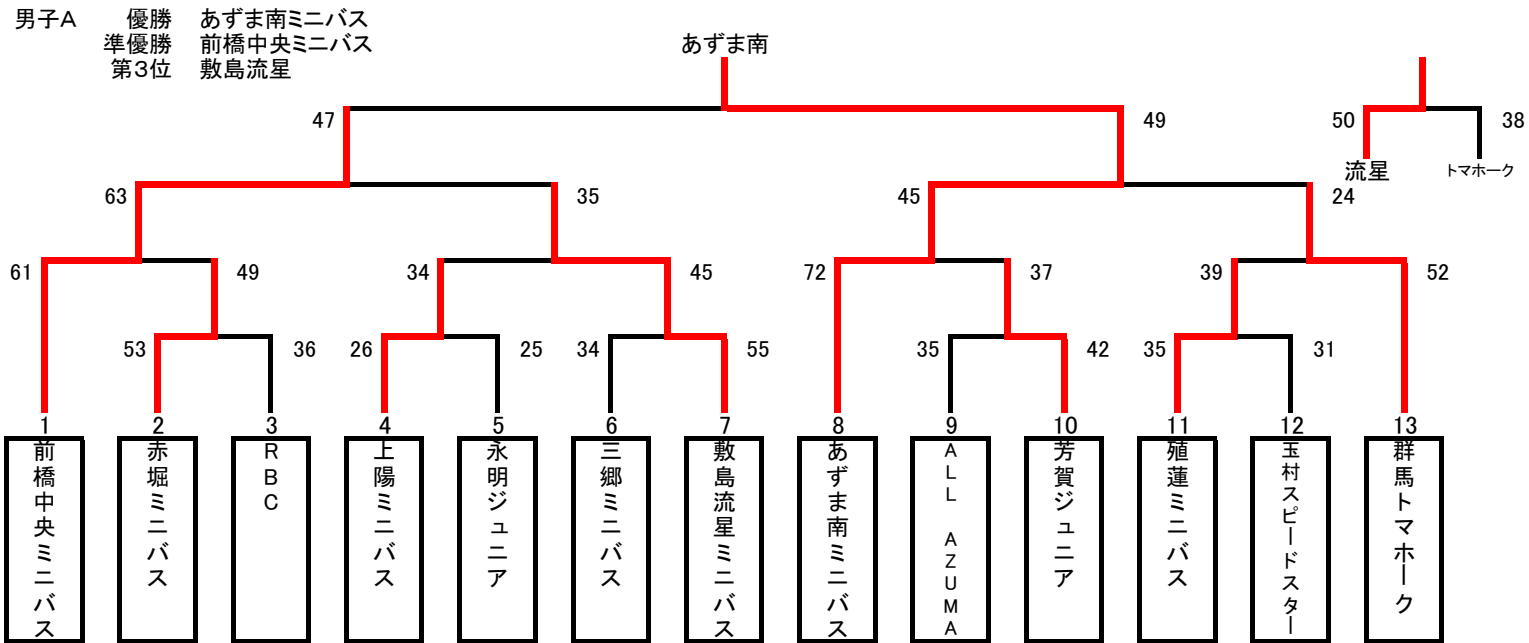 男子A 優勝 あずま南ミニバス
準優勝 前橋中央ミニバス
第3位 敷島流星
あずま南
47 49 50 38
流星 トマホーク
63 35 45 24
61 49 34 45 72 37 39 52
53 36 26 25 34 55 35 42 35 31
1 2 3 4 5 6 7 8 9 10 11 12 13
前橋中央ミニバス
赤堀ミニバス
RBC
上陽ミニバス
永明ジュニア
三郷ミニバス
敷島流星ミニバス
あずま南ミニバス
ALL AZUMA
芳賀ジュニア
殖蓮ミニバス
玉村スピードスター
群馬トマホーク